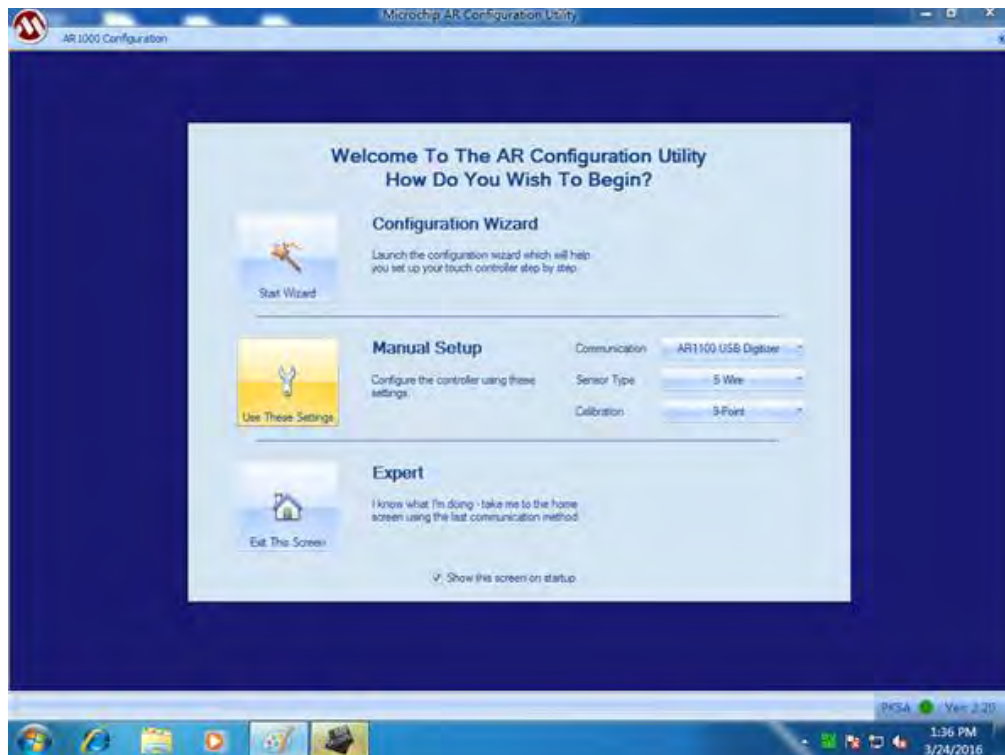 Microchip AR Configuration Utility
AR1000 Configuration
Welcome To The AR Configuration Utility
How Do You Wish To Begin?
Configuration Wizard
Launch the configuration wizard which will help
you set up your touch controller step by step
Start Wizard
Manual Setup
Configure the controller using these
settings
Use These Settings
Communication AR1100 USB Digitizer
Sensor Type 5 Wire
Calibration 9-Point
Expert
I know what I'm doing - take me to the home
screen using the last communication method
Exit This Screen
Show this screen on startup
PKSA Ver: 2.20
1:36 PM
3/24/2016